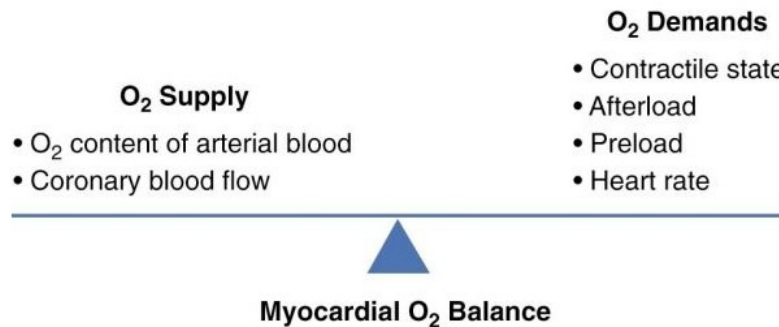 O₂ Supply
• O₂ content of arterial blood
• Coronary blood flow
O₂ Demands
• Contractile state
• Afterload
• Preload
• Heart rate
Myocardial O₂ Balance